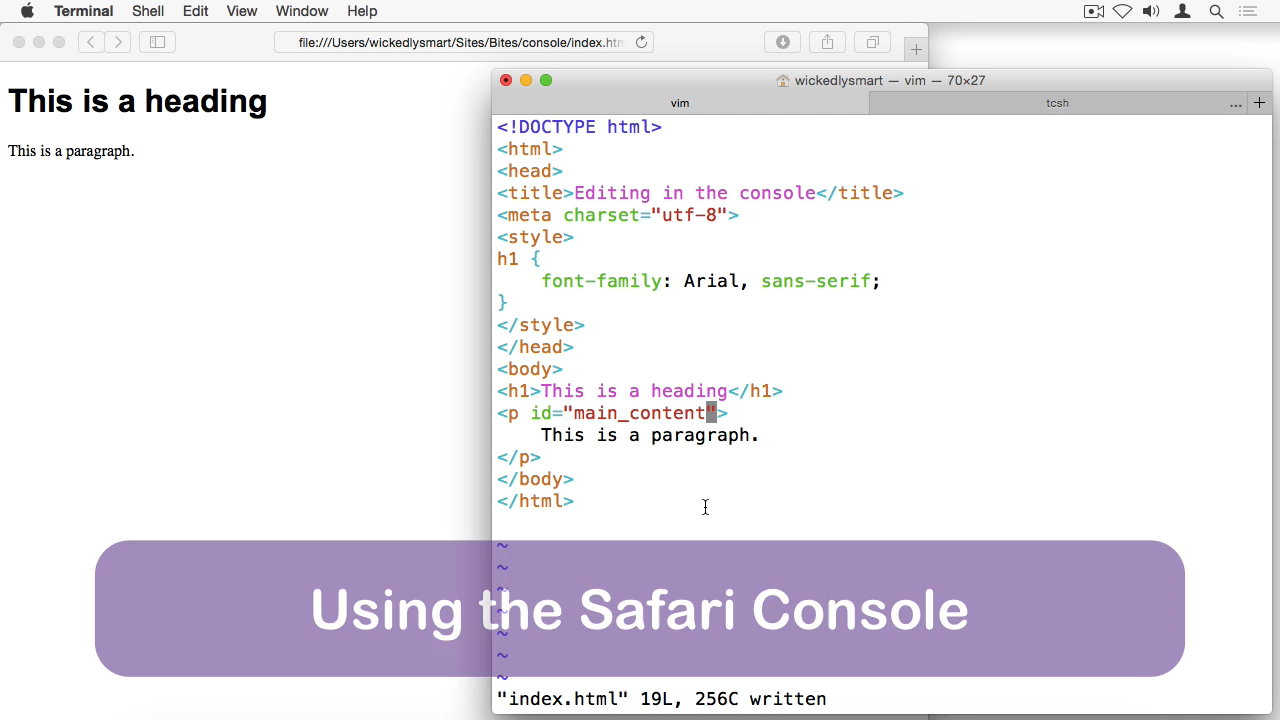 Terminal Shell Edit View Window Help
file:///Users/wickedlysmart/Sites/Bites/console/index.htm
This is a heading
This is a paragraph.
wickedlysmart — vim — 70×27
vim
tcsh
<!DOCTYPE html>
<html>
<head>
<title>Editing in the console</title>
<meta charset="utf-8">
<style>
h1 {
    font-family: Arial, sans-serif;
}
</style>
</head>
<body>
<h1>This is a heading</h1>
<p id="main_content">
    This is a paragraph.
</p>
</body>
</html>
~
~
~
~
~
~
~
Using the Safari Console
"index.html" 19L, 256C written